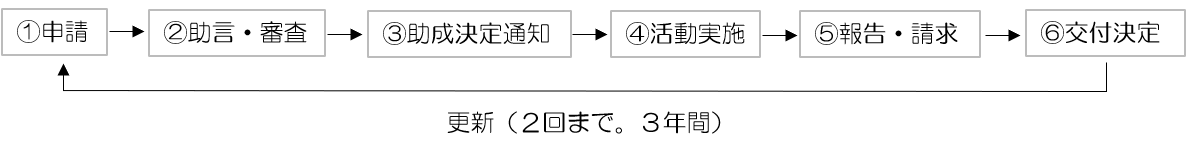 ①申請
②助言・審査
③助成決定通知
④活動実施
⑤報告・請求
⑥交付決定
更新（２回まで。３年間）